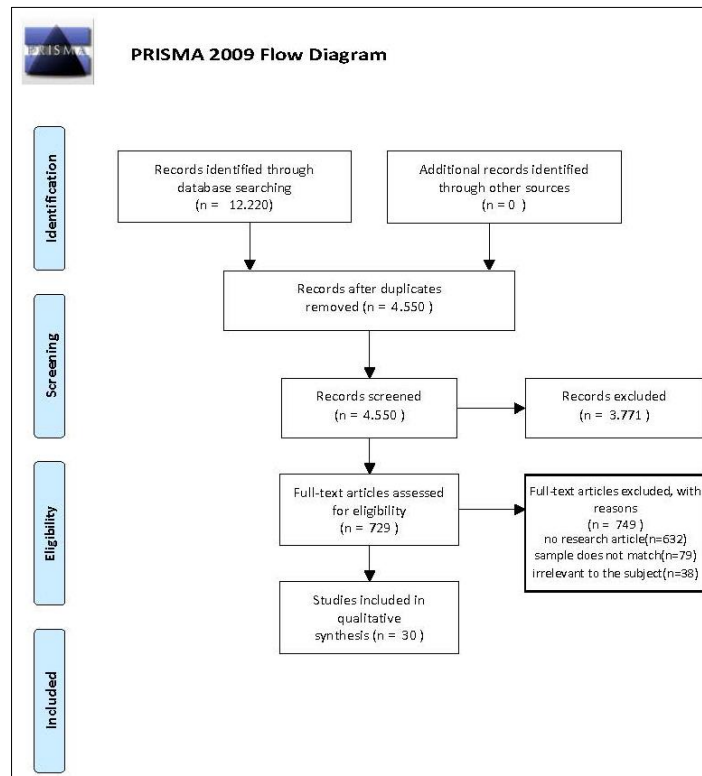 PRISMA
PRISMA 2009 Flow Diagram
Identification
Records identified through
database searching
(n = 12.220)
Additional records identified
through other sources
(n = 0 )
Records after duplicates
removed (n = 4.550 )
Screening
Records screened
(n = 4.550 )
Records excluded
(n = 3.771 )
Eligibility
Full-text articles assessed
for eligibility
(n = 729 )
Full-text articles excluded, with
reasons
(n = 749 )
no research article(n=632)
sample does not match(n=79)
irrelevant to the subject(n=38)
Studies included in
qualitative
synthesis (n = 30 )
Included